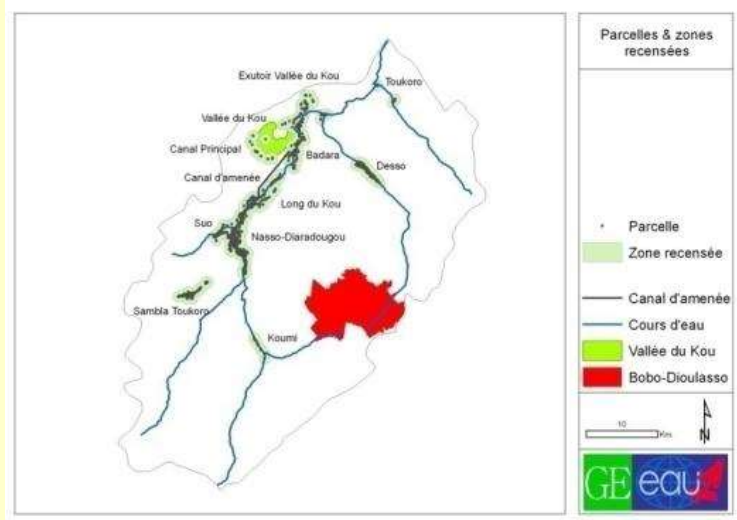 Parcelles & zones
recensées
Exutoir Vallée du Kou
Toukoro
Vallée du Kou
Canal Principal
Badara
Desso
Canal d'amenée
Long du Kou
Suo
Nasso-Diaradougou
Sambla Toukoro
Koumi
Parcelle
Zone recensée
Canal d'amenée
Cours d'eau
Vallée du Kou
Bobo-Dioulasso
10
Km
N
GE eau